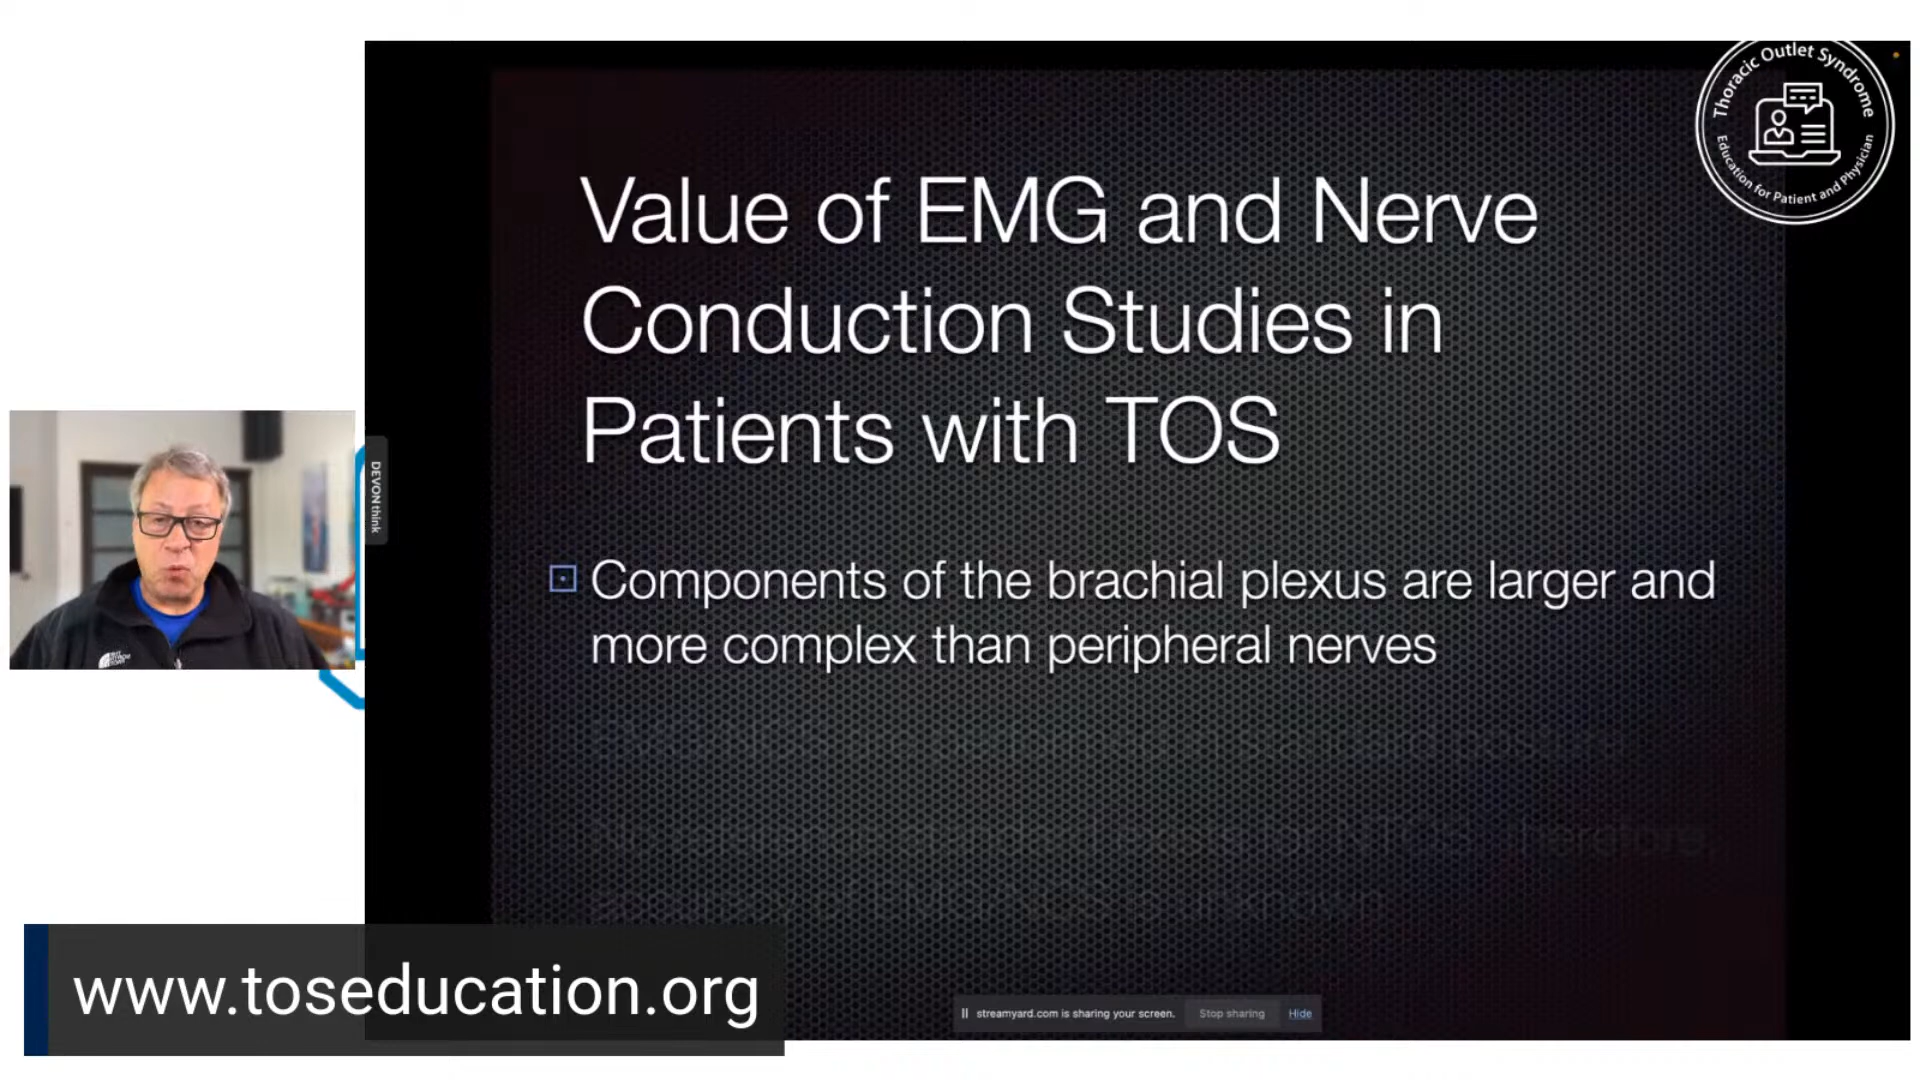 Thoracic Outlet Syndrome
Education for Patient and Physician
Value of EMG and Nerve
Conduction Studies in
Patients with TOS
DEVONthink
Components of the brachial plexus are larger and
more complex than peripheral nerves
therefore,
www.toseducation.org
streamyard.com is sharing your screen. Stop sharing Hide